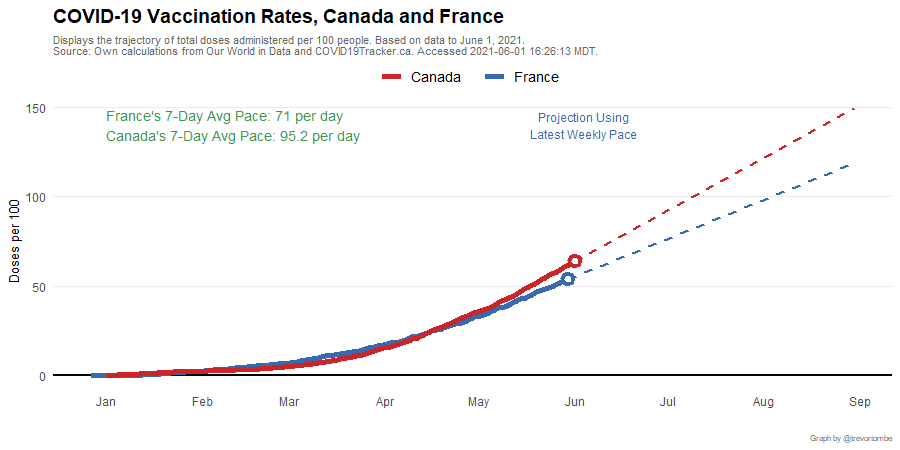 COVID-19 Vaccination Rates, Canada and France
Displays the trajectory of total doses administered per 100 people. Based on data to June 1, 2021.
Source: Own calculations from Our World in Data and COVID19Tracker.ca. Accessed 2021-06-01 16:26:13 MDT.
Canada France
France's 7-Day Avg Pace: 71 per day
Canada's 7-Day Avg Pace: 95.2 per day
Projection Using
Latest Weekly Pace
Doses per 100
150
100
50
0
Jan Feb Mar Apr May Jun Jul Aug Sep
Graph by @trevortombe